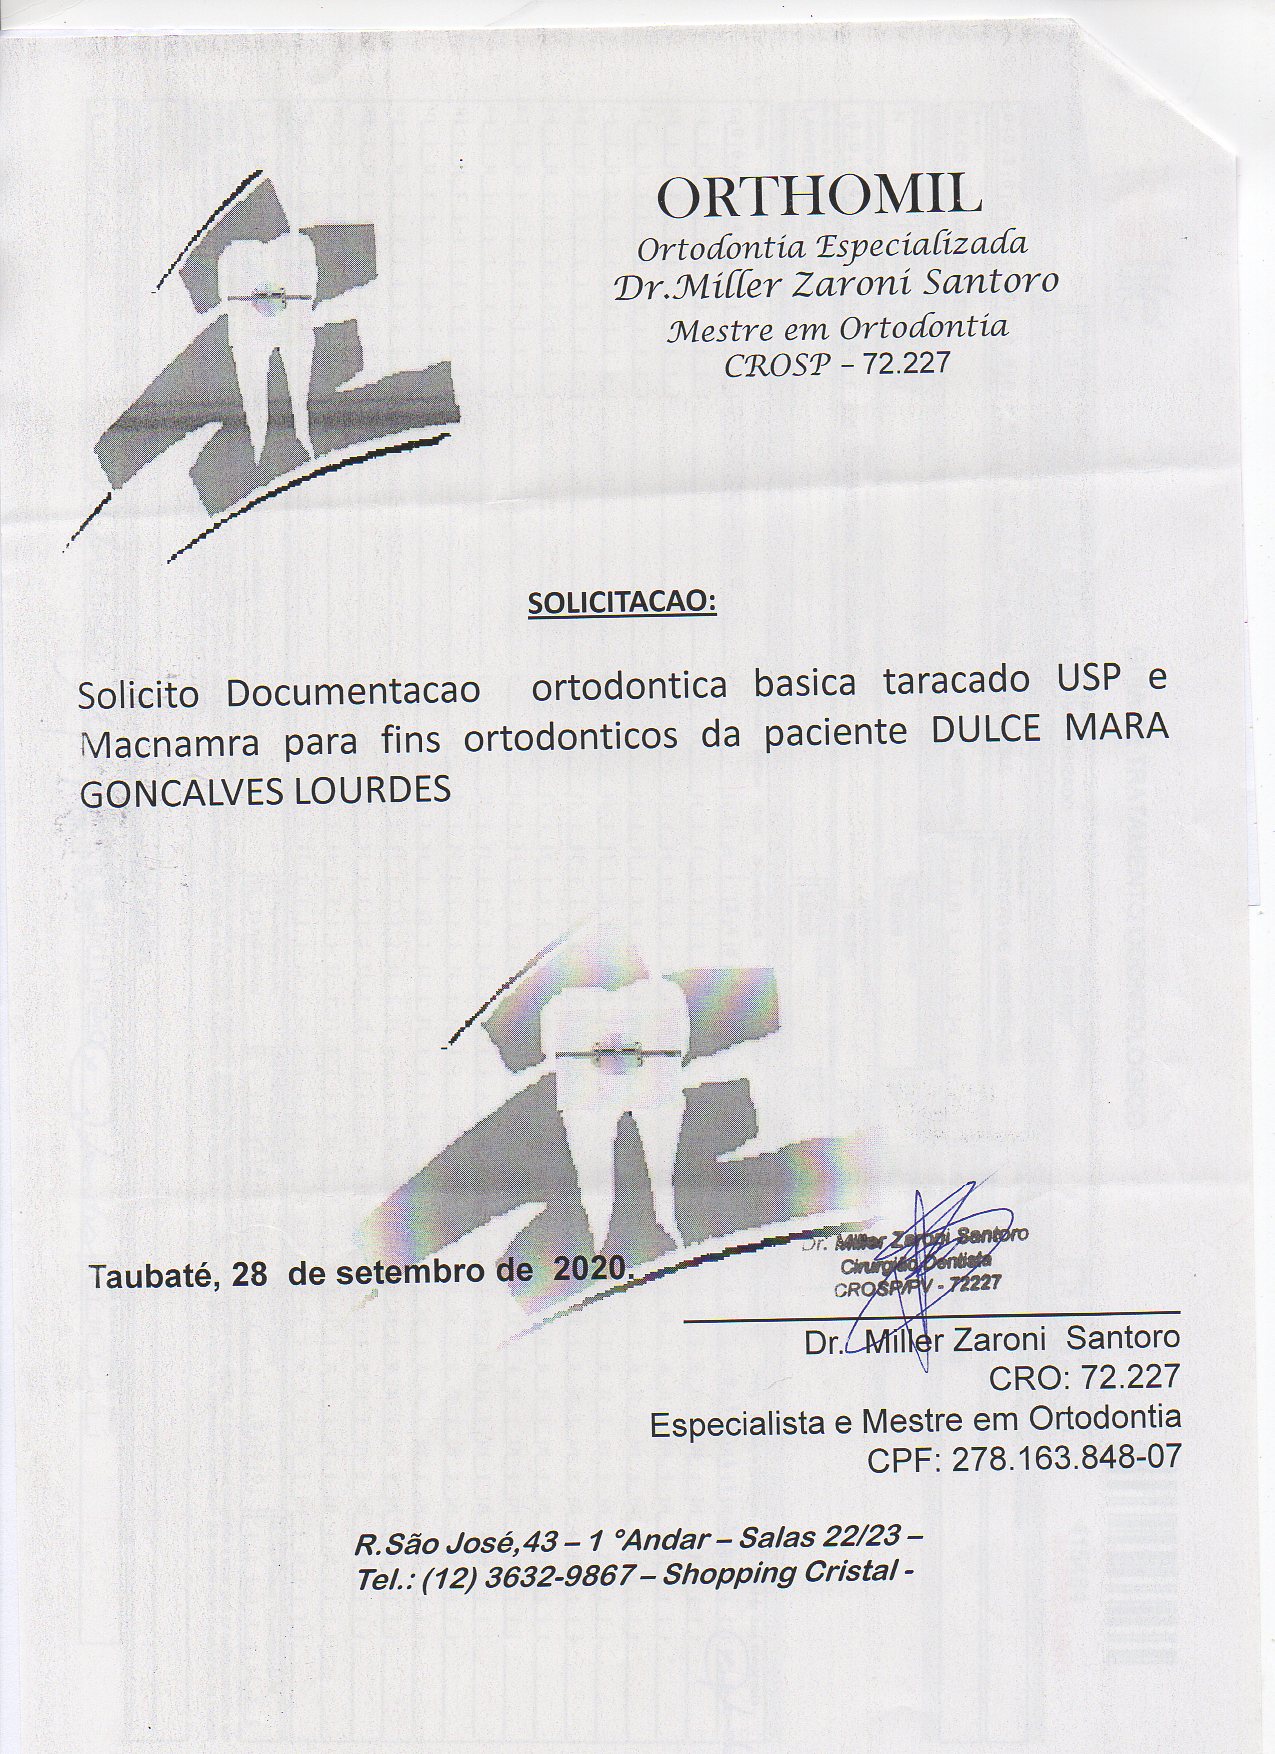 ORTHOMIL
Ortodontia Especializada
Dr.Miller Zaroni Santoro
Mestre em Ortodontia
CROSP – 72.227
SOLICITACAO:
Solicito Documentacao ortodontica basica taracado USP e
Macnamra para fins ortodonticos da paciente DULCE MARA
GONCALVES LOURDES
Dr. Miller Zaroni Santoro
Cirurgião Dentista
CROSP/PV - 72227
Taubaté, 28 de setembro de 2020.
Dr. Miller Zaroni Santoro
CRO: 72.227
Especialista e Mestre em Ortodontia
CPF: 278.163.848-07
R.São José,43 – 1 °Andar – Salas 22/23 –
Tel.: (12) 3632-9867 – Shopping Cristal -